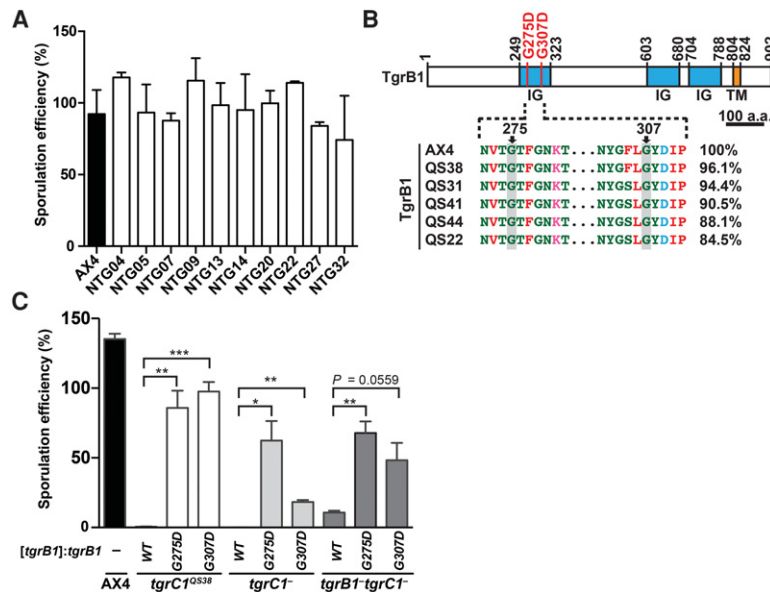 A
Sporulation efficiency (%)
150
100
50
0
AX4
NTG04
NTG05
NTG07
NTG09
NTG13
NTG14
NTG20
NTG22
NTG27
NTG32
B
1
249
G275D
G307D
323
603
680
704
788
804
824
TgrB1
IG
IG
IG
TM
100 a.a.
275
307
TgrB1
AX4 NVTGTFGNKT...NYGFLGYDIP 100%
QS38 NVTGTFGNKT...NYGSLGYDIP 96.1%
QS31 NVTGTFGNKT...NYGSLGYDIP 94.4%
QS41 NVTGTFGNKT...NYGSLGYDIP 90.5%
QS44 NVTGTFGNKT...NYGSLGYDIP 88.1%
QS22 NVTGTFGNKT...NYGSLGYDIP 84.5%
C
Sporulation efficiency (%)
150
100
50
0
***
**
**
*
P = 0.0559
**
[tgrB1]:tgrB1
–
WT
G275D
G307D
WT
G275D
G307D
WT
G275D
G307D
AX4
tgrC1QS38
tgrC1–
tgrB1–tgrC1–